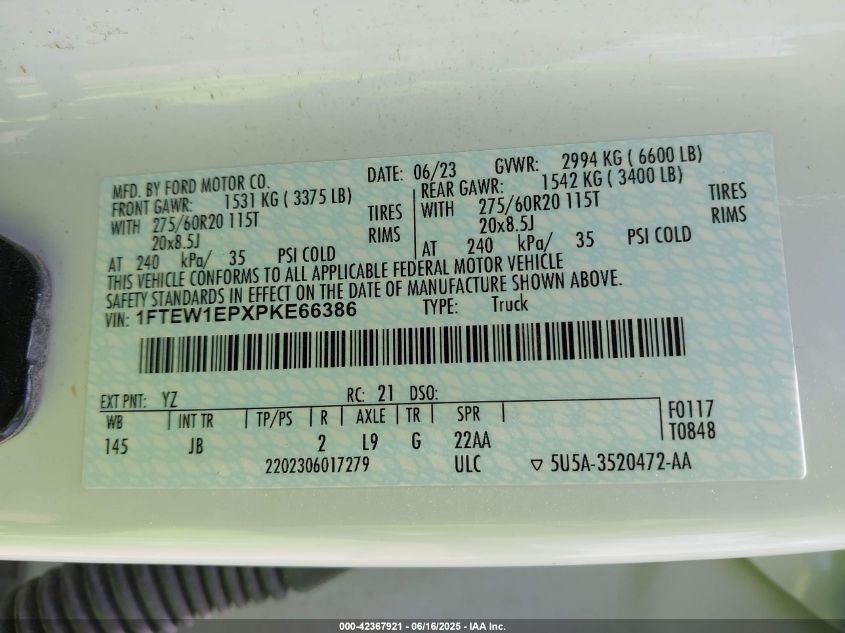 MFD. BY FORD MOTOR CO. DATE: 06/23 GVWR: 2994 KG ( 6600 LB)
FRONT GAWR: 1531 KG ( 3375 LB) REAR GAWR: 1542 KG ( 3400 LB)
WITH 275/60R20 115T TIRES WITH 275/60R20 115T TIRES
20x8.5J RIMS 20x8.5J RIMS
AT 240 kPa/ 35 PSI COLD AT 240 kPa/ 35 PSI COLD
THIS VEHICLE CONFORMS TO ALL APPLICABLE FEDERAL MOTOR VEHICLE
SAFETY STANDARDS IN EFFECT ON THE DATE OF MANUFACTURE SHOWN ABOVE.
VIN: 1FTEW1EPXPKE66386 TYPE: Truck
EXT PNT: YZ RC: 21 DSO:
WB INT TR TP/PS R AXLE TR SPR F0117
145 JB 2 L9 G 22AA T0848
2202306017279 ULC ▽ 5U5A-3520472-AA
000-42367921 - 06/16/2025 - IAA Inc.